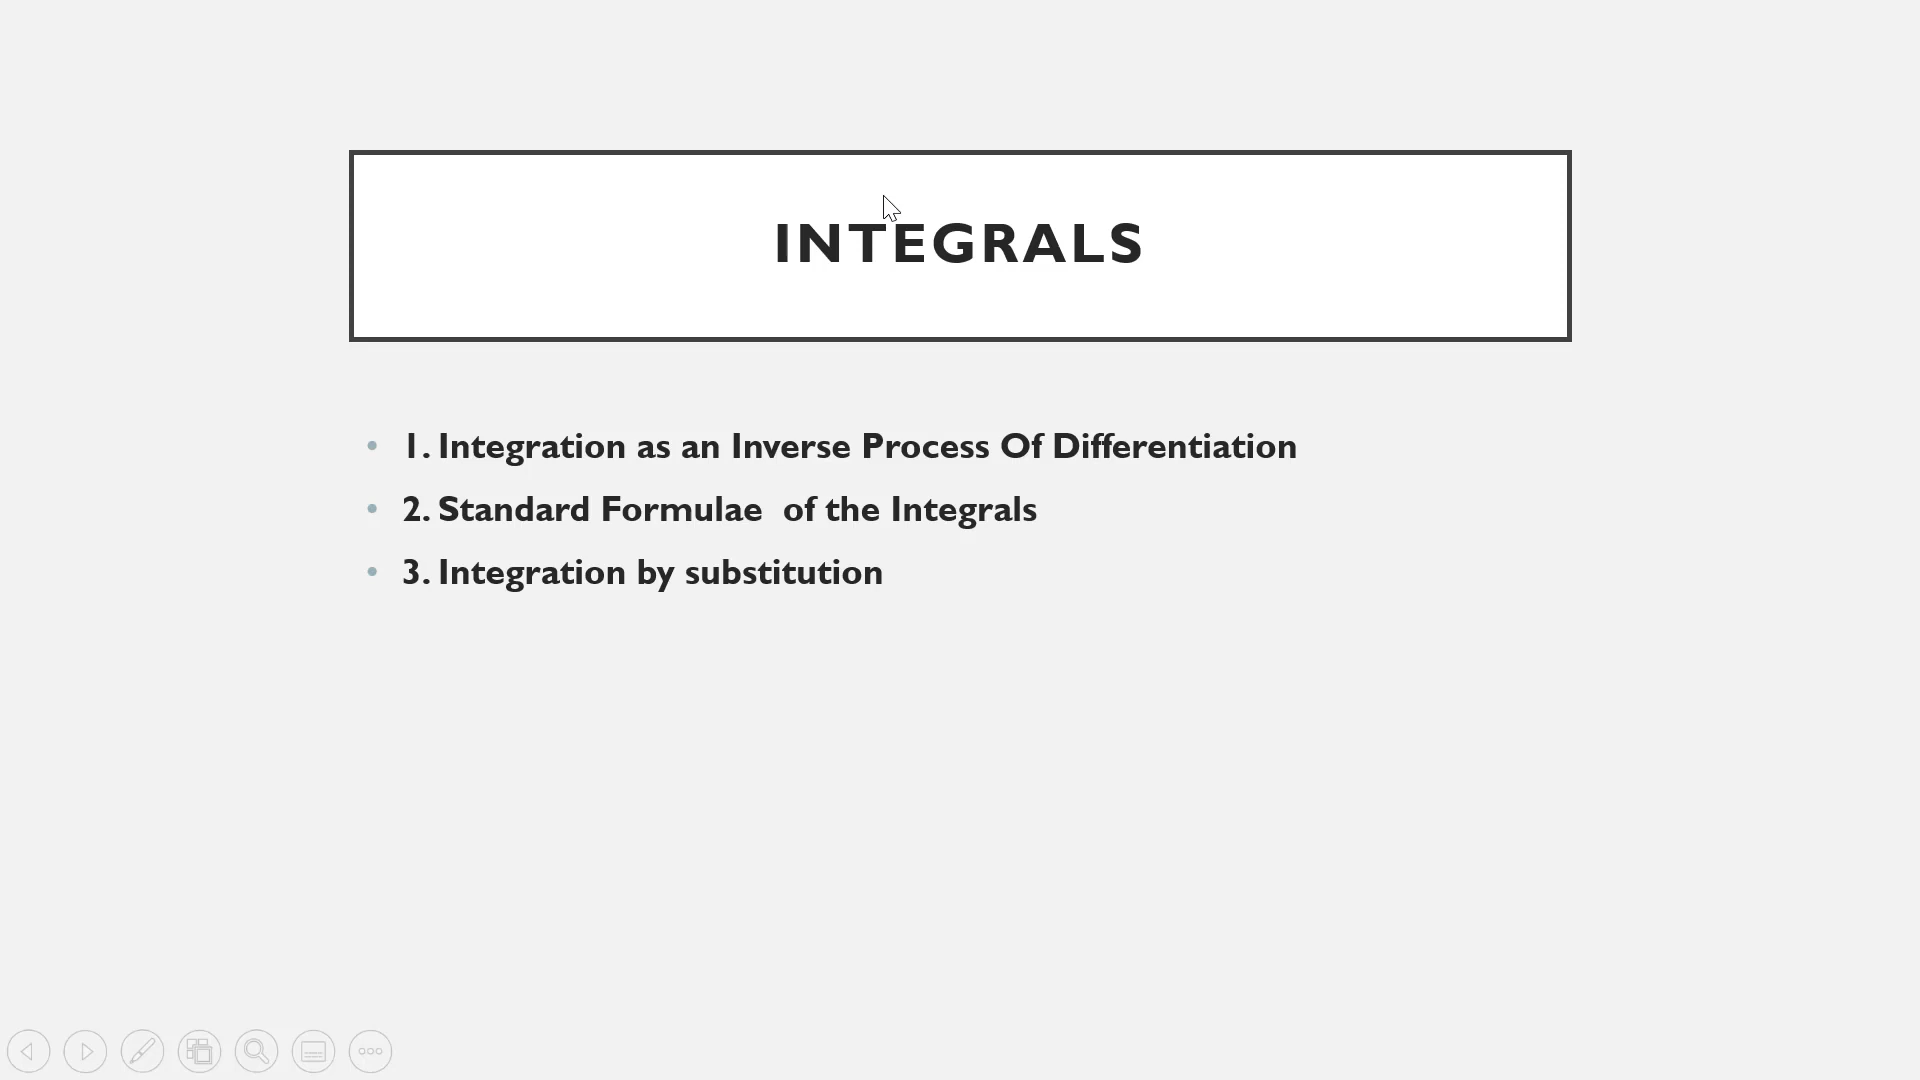 INTEGRALS
• 1. Integration as an Inverse Process Of Differentiation
• 2. Standard Formulae  of the Integrals
• 3. Integration by substitution